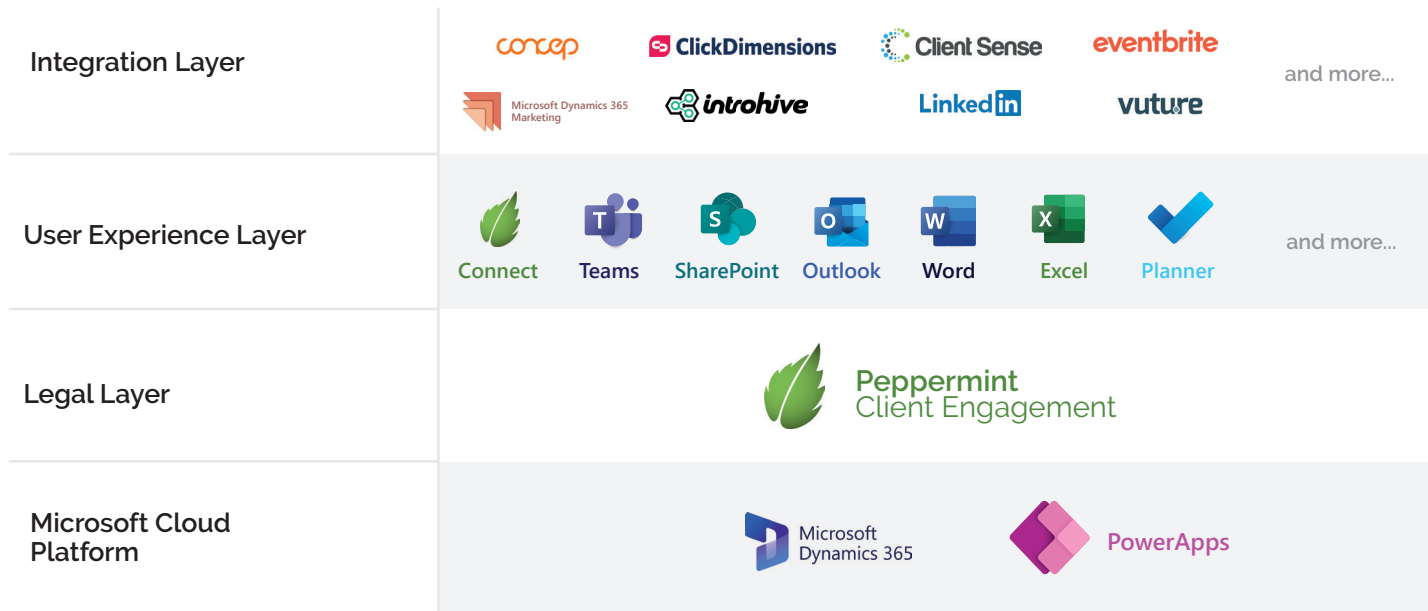 Integration Layer
concep
ClickDimensions
Client Sense
eventbrite
and more...
Microsoft Dynamics 365
Marketing
introhive
Linked in
vuture
User Experience Layer
T
S
O
W
X
Connect
Teams
SharePoint
Outlook
Word
Excel
Planner
and more...
Legal Layer
Peppermint
Client Engagement
Microsoft Cloud
Platform
Microsoft
Dynamics 365
PowerApps